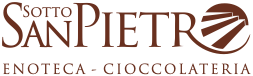 SOTTO
SANPIETRO
ENOTECA - CIOCCOLATERIA